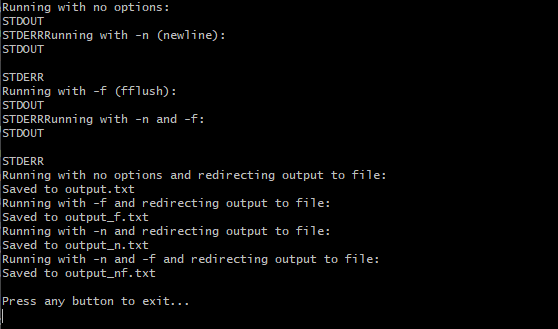 Running with no options:
STDOUT
STDERRRunning with -n (newline):
STDOUT

STDERR
Running with -f (fflush):
STDOUT
STDERRRunning with -n and -f:
STDOUT

STDERR
Running with no options and redirecting output to file:
Saved to output.txt
Running with -f and redirecting output to file:
Saved to output_f.txt
Running with -n and redirecting output to file:
Saved to output_n.txt
Running with -n and -f and redirecting output to file:
Saved to output_nf.txt

Press any button to exit...